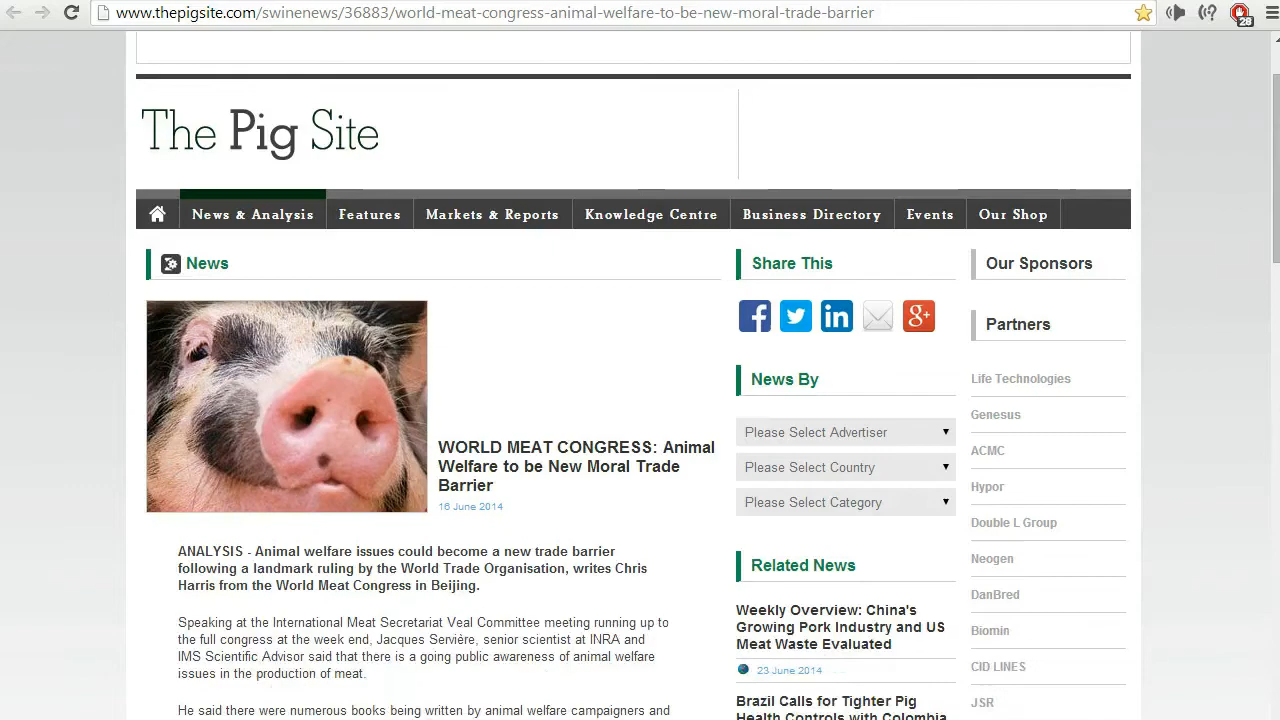 www.thepigsite.com/swinenews/36883/world-meat-congress-animal-welfare-to-be-new-moral-trade-barrier
28
The Pig Site
News & Analysis
Features
Markets & Reports
Knowledge Centre
Business Directory
Events
Our Shop
News
WORLD MEAT CONGRESS: Animal
Welfare to be New Moral Trade
Barrier
16 June 2014
ANALYSIS - Animal welfare issues could become a new trade barrier
following a landmark ruling by the World Trade Organisation, writes Chris
Harris from the World Meat Congress in Beijing.
Speaking at the International Meat Secretariat Veal Committee meeting running up to
the full congress at the week end, Jacques Servière, senior scientist at INRA and
IMS Scientific Advisor said that there is a going public awareness of animal welfare
issues in the production of meat.
He said there were numerous books being written by animal welfare campaigners and
Share This
News By
Please Select Advertiser
Please Select Country
Please Select Category
Related News
Weekly Overview: China's
Growing Pork Industry and US
Meat Waste Evaluated
23 June 2014
Brazil Calls for Tighter Pig
Health Controls with Colombia
Our Sponsors
Partners
Life Technologies
Genesus
ACMC
Hypor
Double L Group
Neogen
DanBred
Biomin
CID LINES
JSR